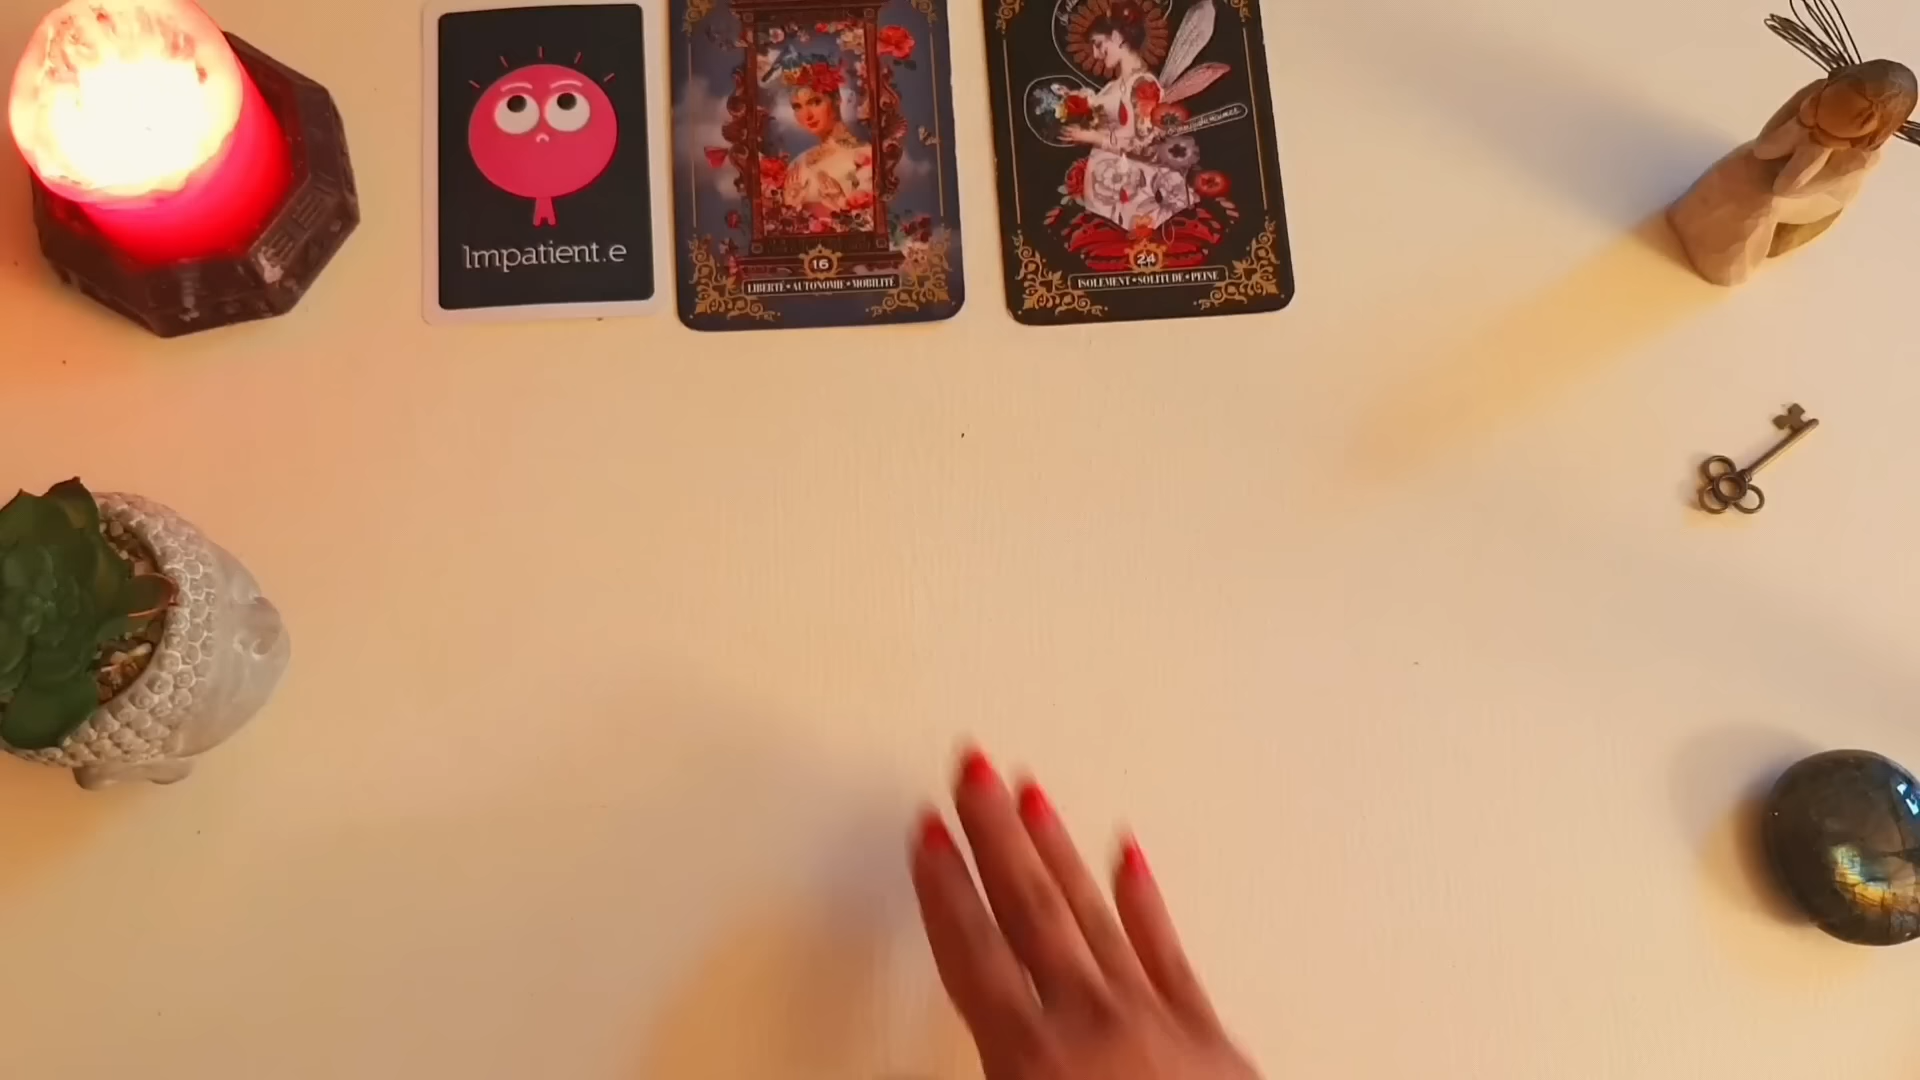 Impatient.e
16
LIBERTÉ • AUTONOMIE • MOBILITÉ
24
ISOLEMENT • SOLITUDE • PEINE